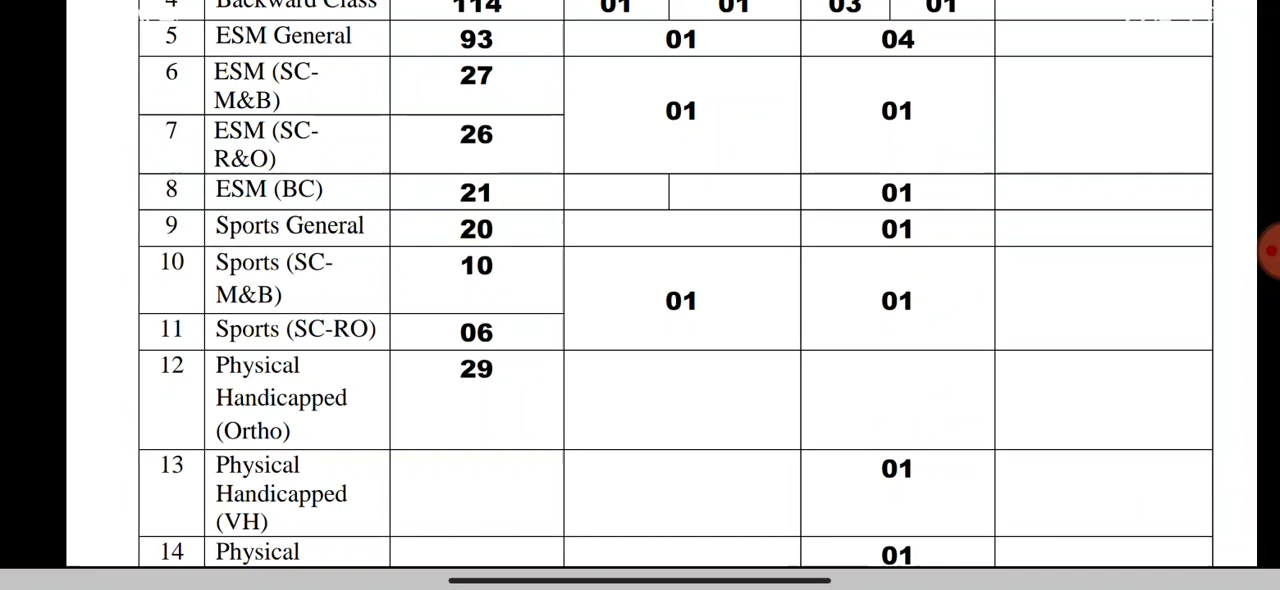 4 Backward Class 114 01 01 03 01
5 ESM General 93 01 04
6 ESM (SC- 27
M&B)
01 01
7 ESM (SC- 26
R&O)
8 ESM (BC) 21 01
9 Sports General 20 01
10 Sports (SC- 10
M&B)
01 01
11 Sports (SC-RO) 06
12 Physical 29
Handicapped
(Ortho)
13 Physical 01
Handicapped
(VH)
14 Physical 01